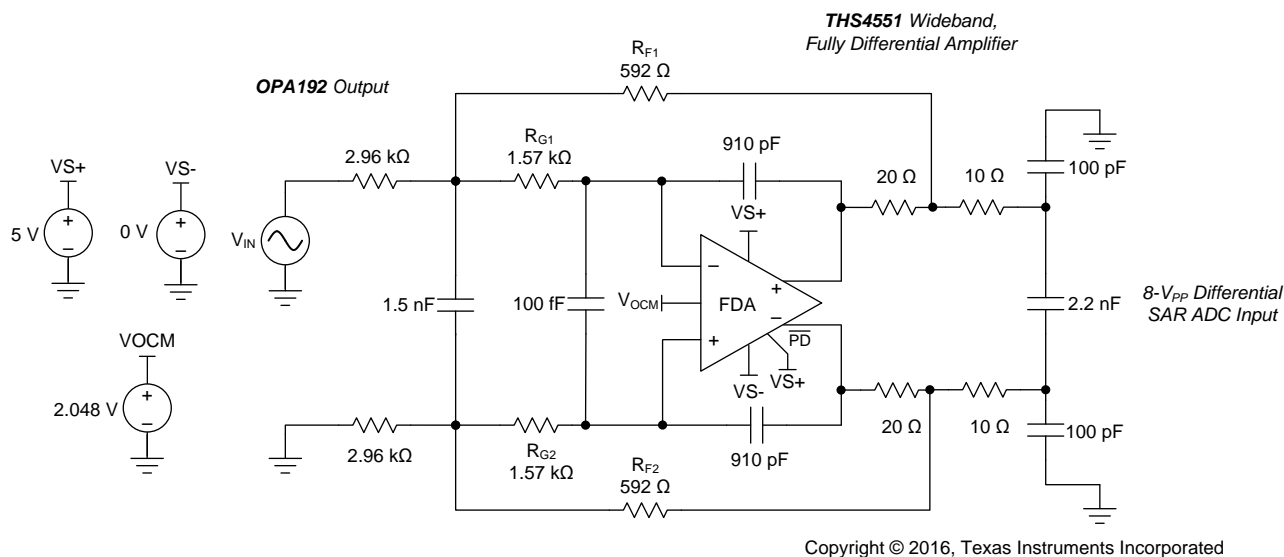 THS4551 Wideband,
Fully Differential Amplifier
RF1
592 Ω
OPA192 Output
RG1
1.57 kΩ
910 pF
2.96 kΩ
VS+
VS-
5 V
0 V
VIN
20 Ω
10 Ω
100 pF
VS+
1.5 nF
100 fF
VOCM
FDA
−
+
+
−
PD
VS-
VS+
2.2 nF
8-VPP Differential
SAR ADC Input
VOCM
2.048 V
2.96 kΩ
RG2
1.57 kΩ
910 pF
20 Ω
10 Ω
100 pF
RF2
592 Ω
Copyright © 2016, Texas Instruments Incorporated